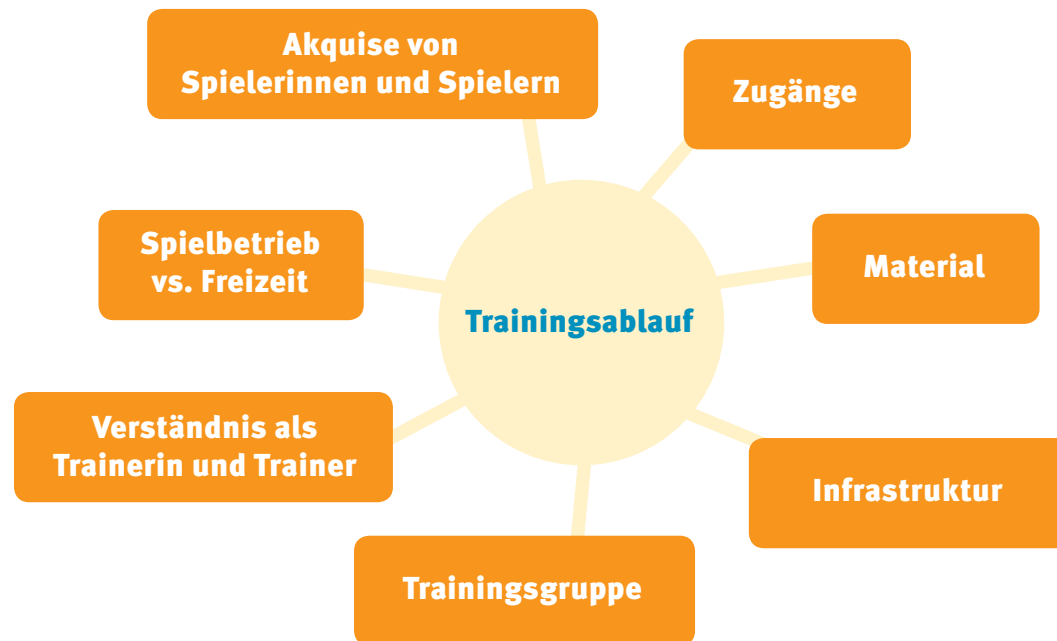 Akquise von
Spielerinnen und Spielern
Zugänge
Spielbetrieb
vs. Freizeit
Material
Trainingsablauf
Verständnis als
Trainerin und Trainer
Infrastruktur
Trainingsgruppe